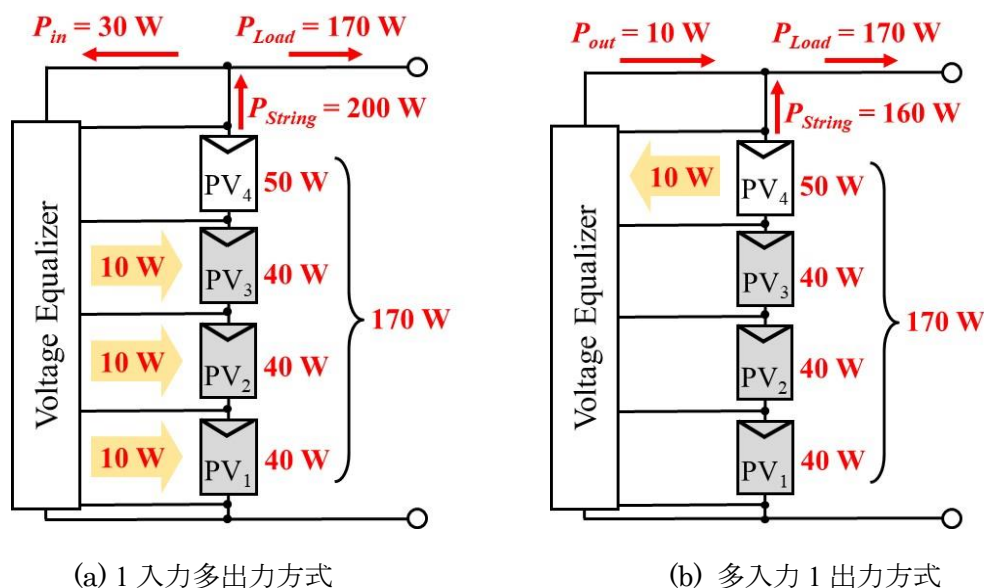 P_in = 30 W
P_Load = 170 W
P_String = 200 W
Voltage Equalizer
PV4
50 W
10 W
PV3
40 W
10 W
PV2
40 W
10 W
PV1
40 W
170 W
(a) 1 入力多出力方式
P_out = 10 W
P_Load = 170 W
P_String = 160 W
Voltage Equalizer
10 W
PV4
50 W
PV3
40 W
PV2
40 W
PV1
40 W
170 W
(b) 多入力 1 出力方式